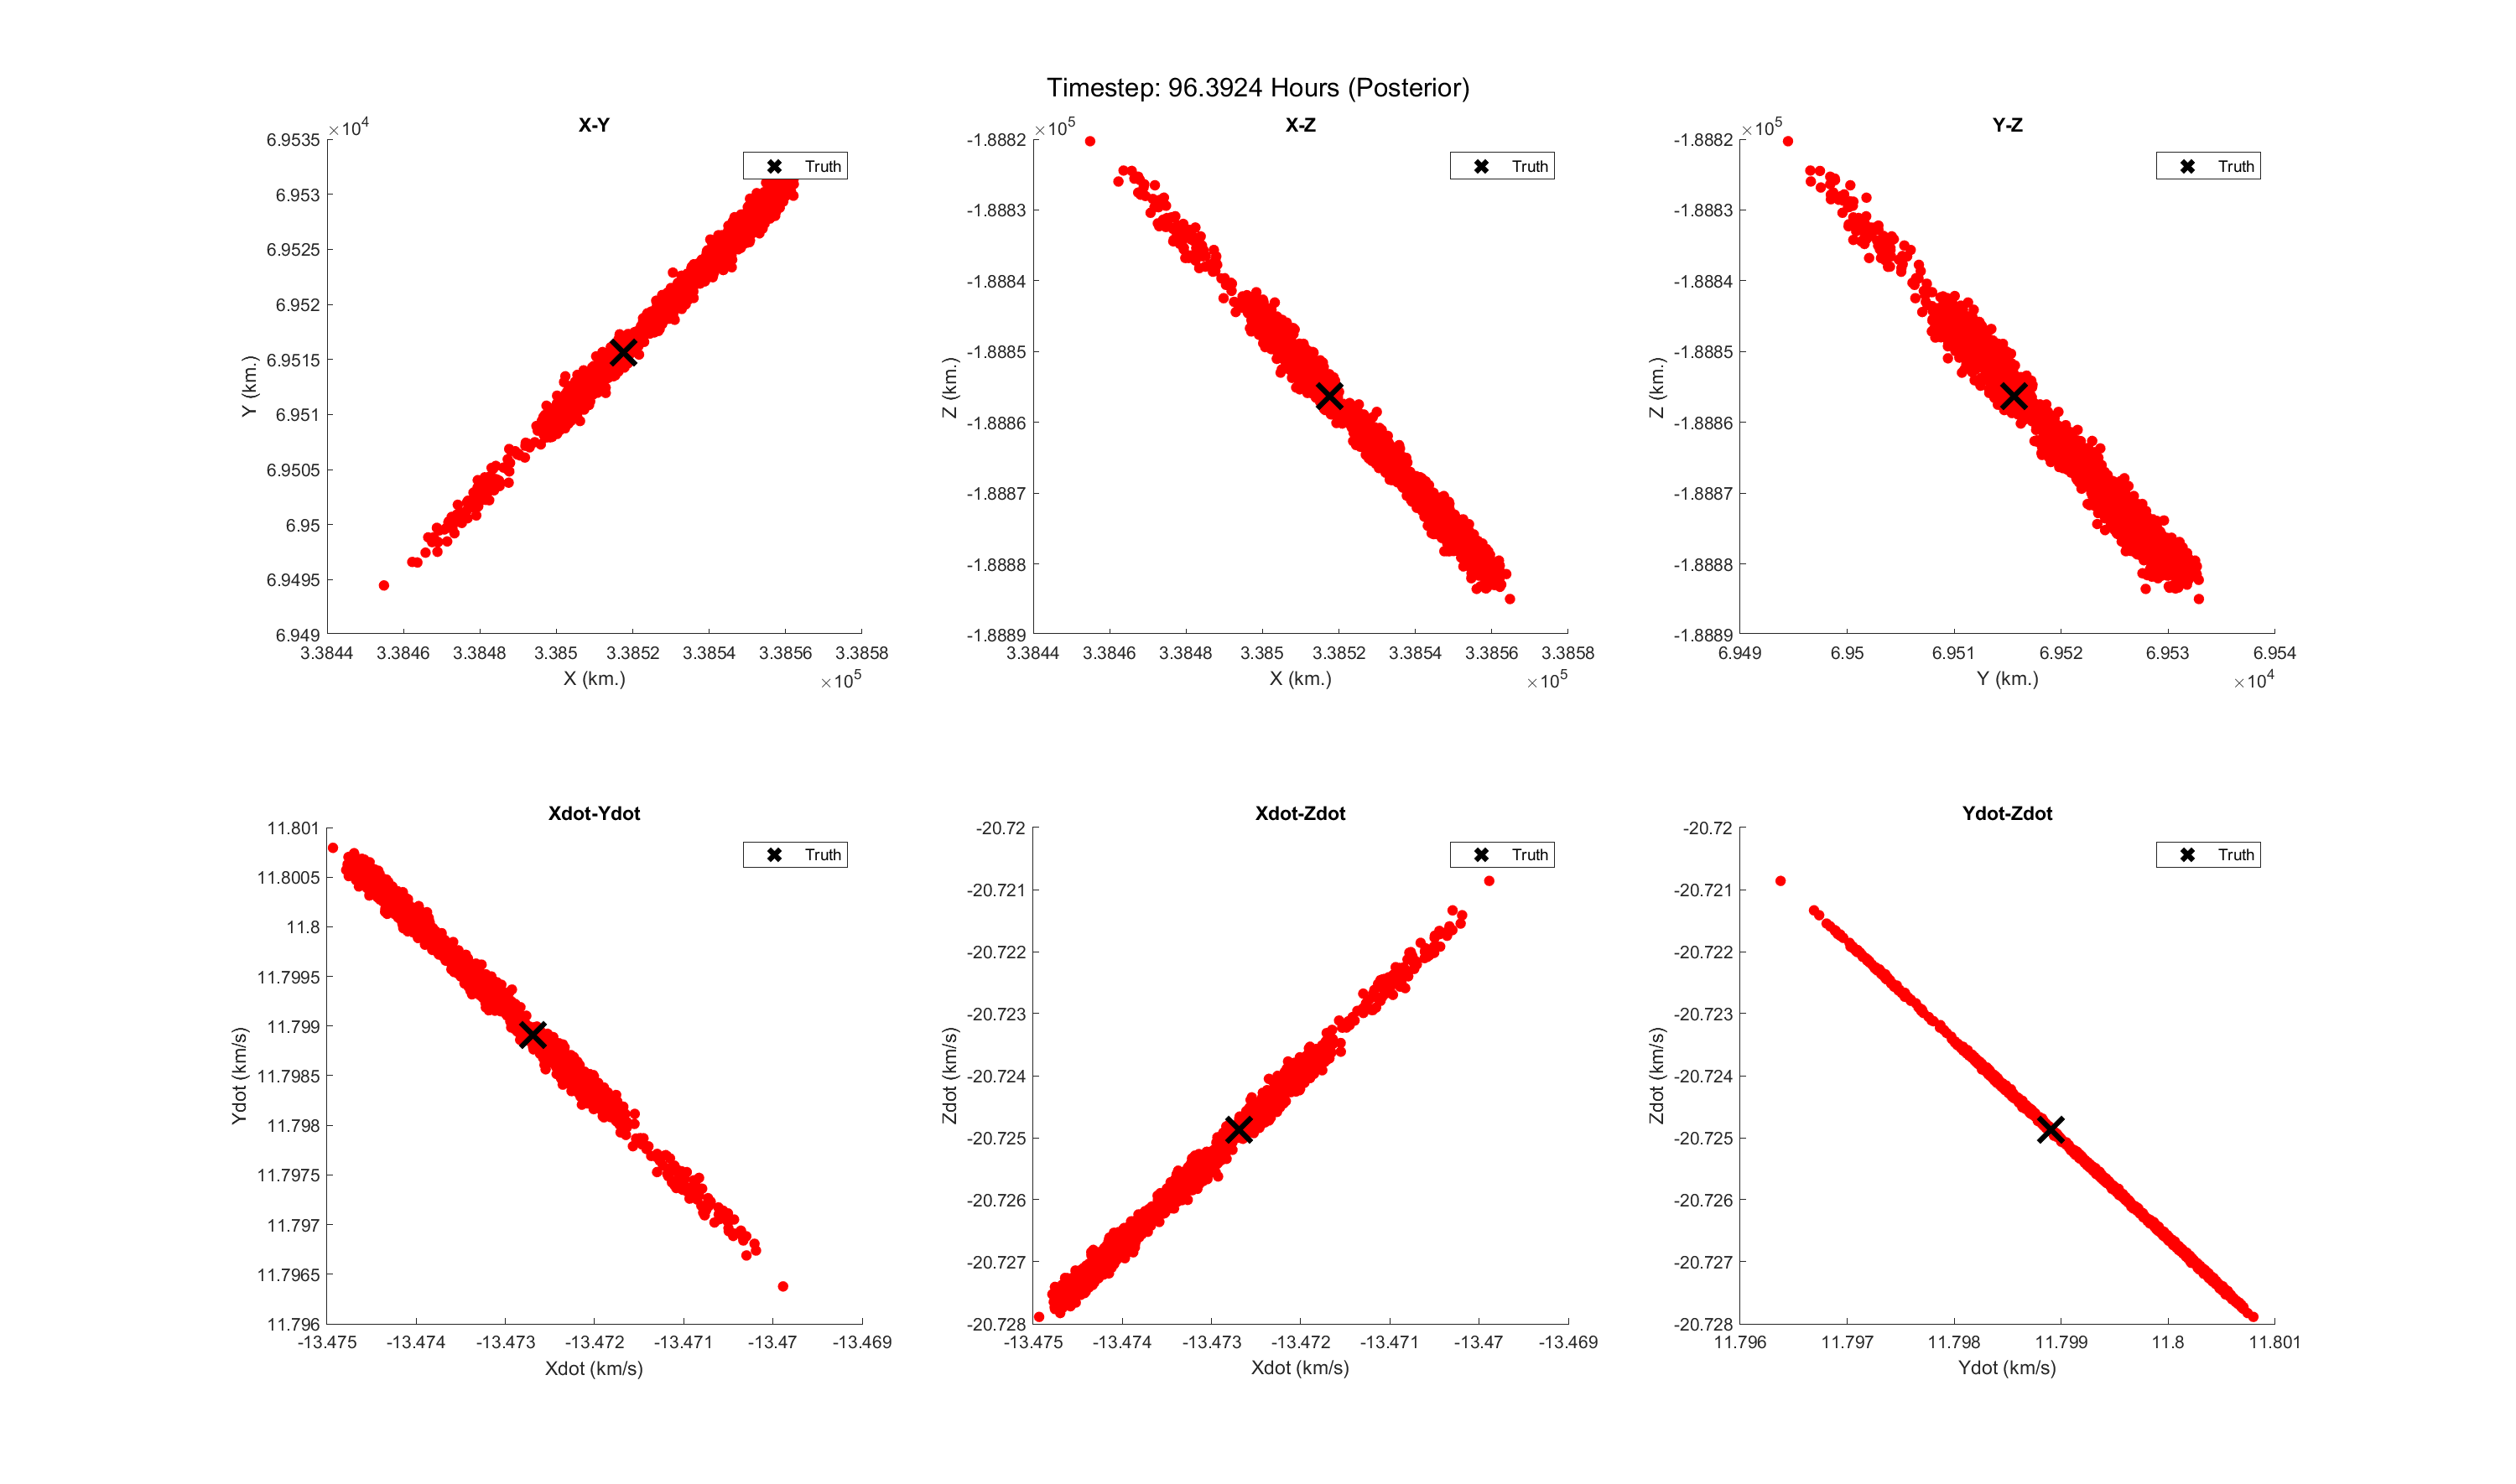 Timestep: 96.3924 Hours (Posterior)
X-Y
×10^4
6.9535
6.953
6.9525
6.952
6.9515
6.951
6.9505
6.95
6.9495
6.949
Y (km.)
Truth
3.3844 3.3846 3.3848 3.385 3.3852 3.3854 3.3856 3.3858
X (km.)
×10^5
X-Z
×10^5
-1.8882
-1.8883
-1.8884
-1.8885
-1.8886
-1.8887
-1.8888
-1.8889
Z (km.)
Truth
3.3844 3.3846 3.3848 3.385 3.3852 3.3854 3.3856 3.3858
X (km.)
×10^5
Y-Z
×10^5
-1.8882
-1.8883
-1.8884
-1.8885
-1.8886
-1.8887
-1.8888
-1.8889
Z (km.)
Truth
6.949 6.95 6.951 6.952 6.953 6.954
Y (km.)
×10^4
Xdot-Ydot
11.801
11.8005
11.8
11.7995
11.799
11.7985
11.798
11.7975
11.797
11.7965
11.796
Ydot (km/s)
Truth
-13.475 -13.474 -13.473 -13.472 -13.471 -13.47 -13.469
Xdot (km/s)
Xdot-Zdot
-20.72
-20.721
-20.722
-20.723
-20.724
-20.725
-20.726
-20.727
-20.728
Zdot (km/s)
Truth
-13.475 -13.474 -13.473 -13.472 -13.471 -13.47 -13.469
Xdot (km/s)
Ydot-Zdot
-20.72
-20.721
-20.722
-20.723
-20.724
-20.725
-20.726
-20.727
-20.728
Zdot (km/s)
Truth
11.796 11.797 11.798 11.799 11.8 11.801
Ydot (km/s)